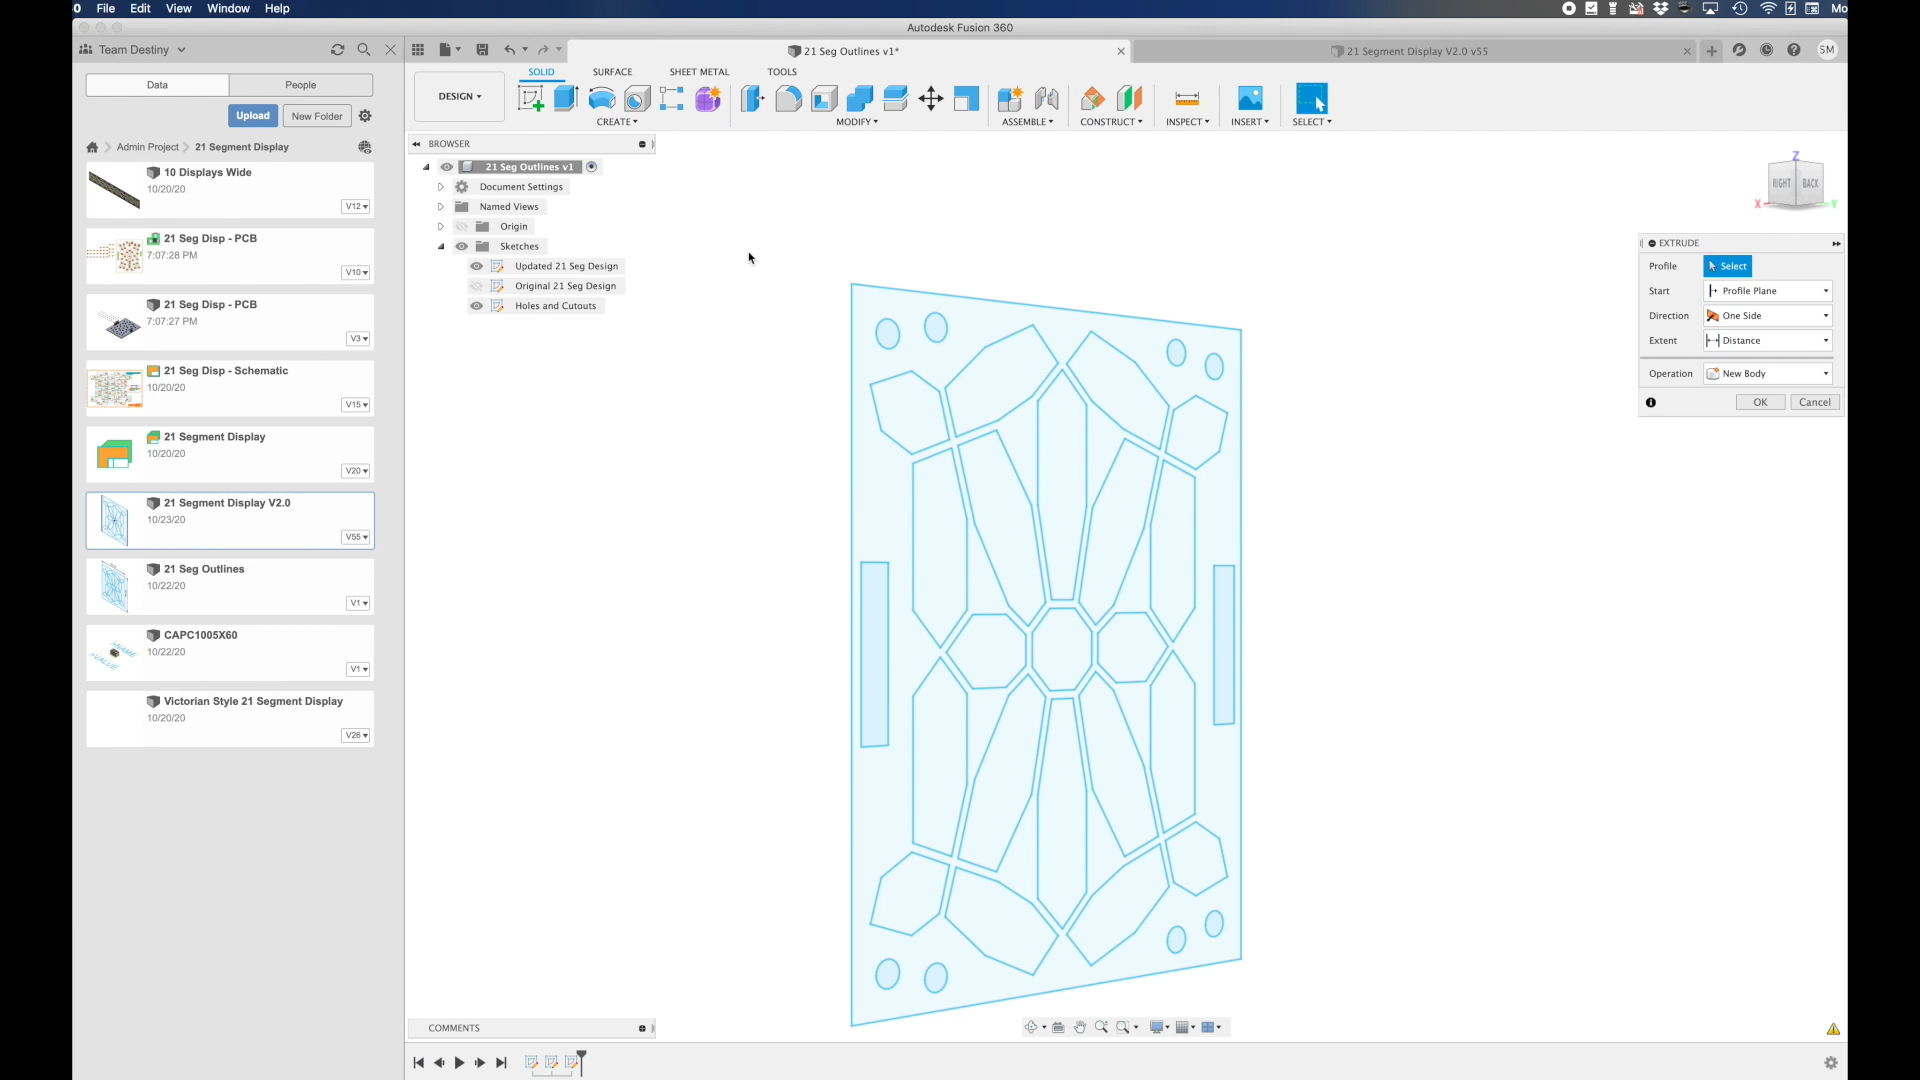 File Edit View Window Help
Mo
Autodesk Fusion 360
Team Destiny
21 Seg Outlines v1*
21 Segment Display V2.0 v55
SM
Data
People
SOLID
SURFACE
SHEET METAL
TOOLS
DESIGN
Upload
New Folder
CREATE
MODIFY
ASSEMBLE
CONSTRUCT
INSPECT
INSERT
SELECT
Admin Project
21 Segment Display
BROWSER
10 Displays Wide
10/20/20
V12
21 Seg Disp - PCB
7:07:28 PM
V10
21 Seg Disp - PCB
7:07:27 PM
V3
21 Seg Disp - Schematic
10/20/20
V15
21 Segment Display
10/20/20
V20
21 Segment Display V2.0
10/23/20
V55
21 Seg Outlines
10/22/20
V1
CAPC1005X60
10/22/20
>NAME
>VALUE
V1
Victorian Style 21 Segment Display
10/20/20
V26
21 Seg Outlines v1
Document Settings
Named Views
Origin
Sketches
Updated 21 Seg Design
Original 21 Seg Design
Holes and Cutouts
Z
RIGHT
BACK
X
Y
EXTRUDE
Profile
Select
Start
Profile Plane
Direction
One Side
Extent
Distance
Operation
New Body
OK
Cancel
COMMENTS